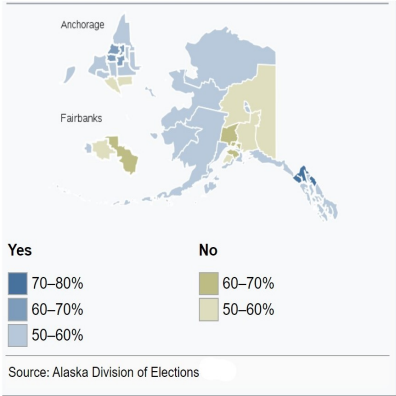 Anchorage
Fairbanks
Yes
No
70–80%
60–70%
60–70%
50–60%
50–60%
Source: Alaska Division of Elections